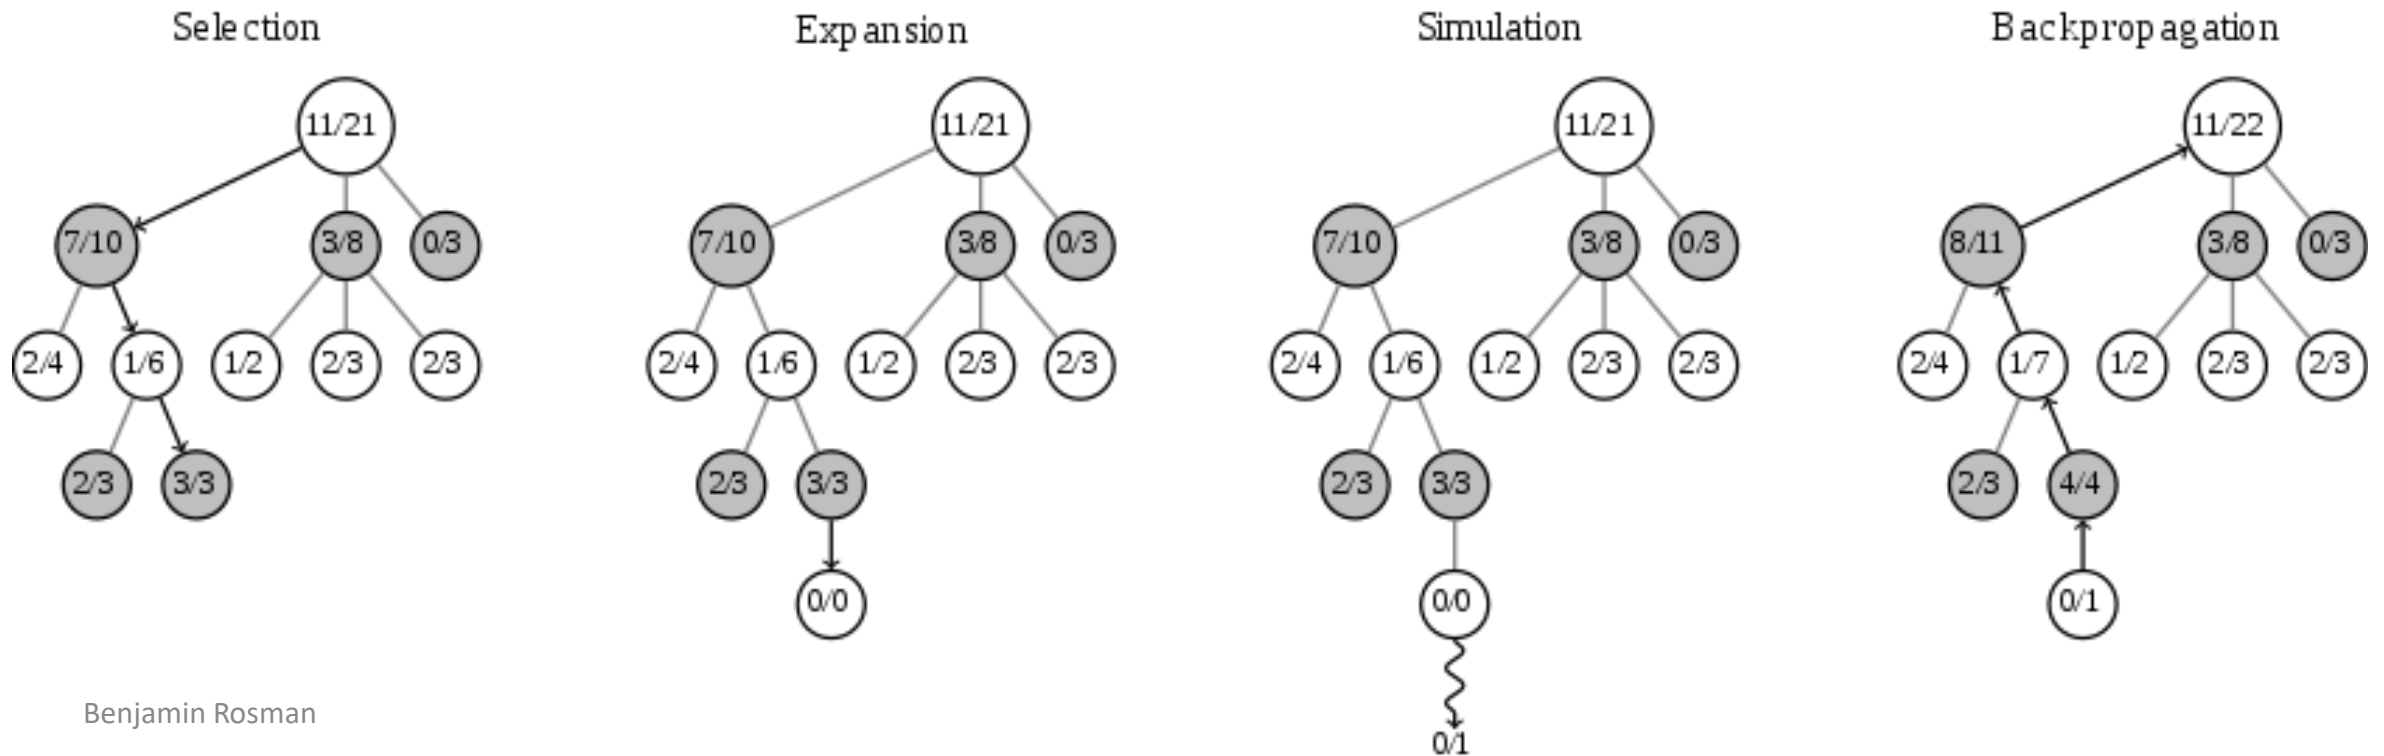 Selection Expansion Simulation Backpropagation
11/21 11/21 11/21 11/22
7/10 3/8 0/3 7/10 3/8 0/3 7/10 3/8 0/3 8/11 3/8 0/3
2/4 1/6 1/2 2/3 2/3 2/4 1/6 1/2 2/3 2/3 2/4 1/6 1/2 2/3 2/3 2/4 1/7 1/2 2/3 2/3
2/3 3/3 2/3 3/3 2/3 3/3 2/3 4/4
0/0 0/0 0/1
Benjamin Rosman
0/1